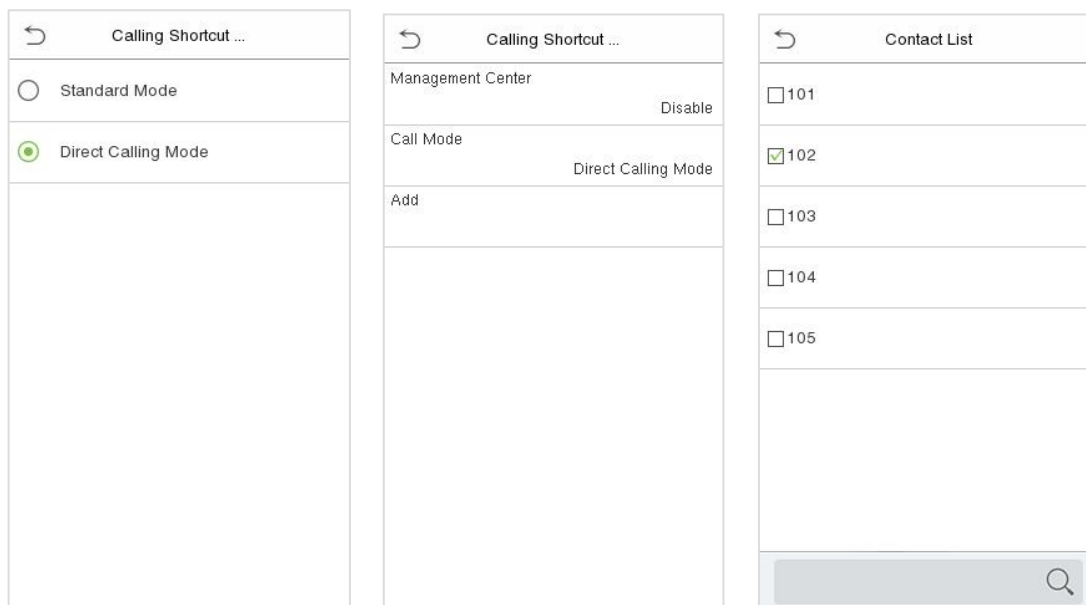 Calling Shortcut ...
Standard Mode
Direct Calling Mode
Calling Shortcut ...
Management Center
Disable
Call Mode
Direct Calling Mode
Add
Contact List
101
102
103
104
105